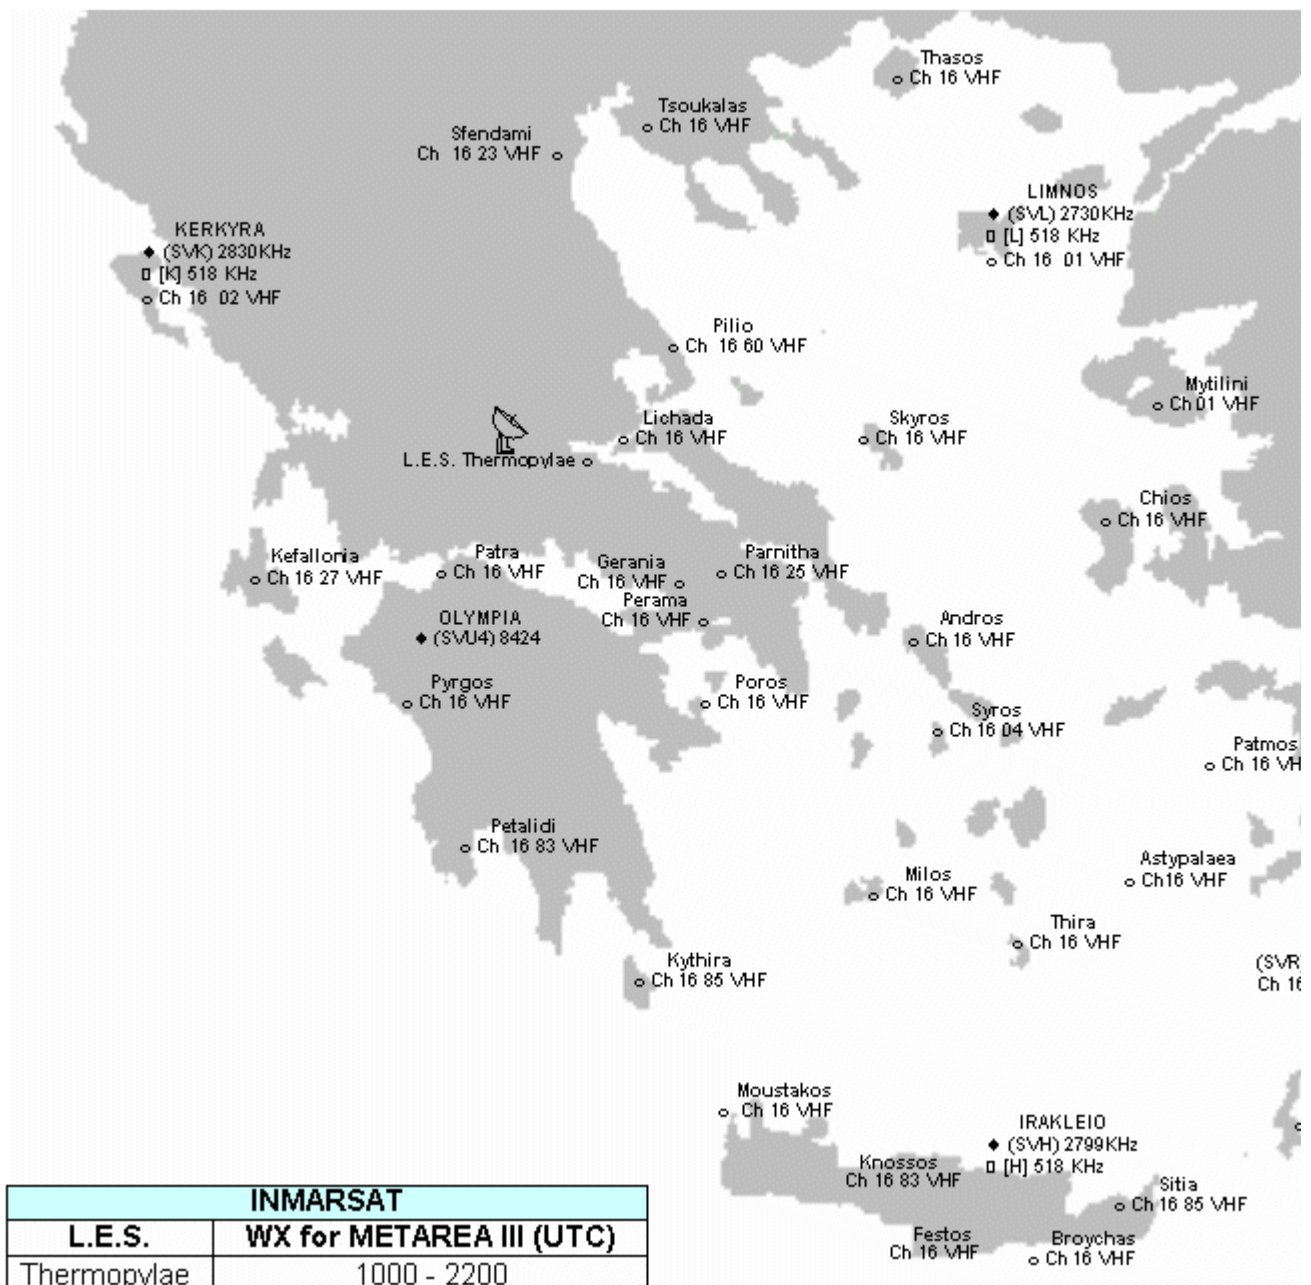 Thasos
Ch 16 VHF
Tsoukalas
Ch 16 VHF
Sfendami
Ch 16 23 VHF
LIMNOS
(SVL) 2730KHz
[L] 518 KHz
Ch 16 01 VHF
KERKYRA
(SVK) 2830KHz
[K] 518 KHz
Ch 16 02 VHF
Pilio
Ch 16 60 VHF
Mytilini
Ch 01 VHF
Lichada
Ch 16 VHF
Skyros
Ch 16 VHF
L.E.S. Thermopylae
Chios
Ch 16 VHF
Kefallonia
Ch 16 27 VHF
Patra
Ch 16 VHF
Gerania
Ch 16 VHF
Parnitha
Ch 16 25 VHF
Perama
Ch 16 VHF
OLYMPIA
(SVU4) 8424
Andros
Ch 16 VHF
Pyrgos
Ch 16 VHF
Poros
Ch 16 VHF
Syros
Ch 16 04 VHF
Patmos
Ch 16 VH
Petalidi
Ch 16 83 VHF
Milos
Ch 16 VHF
Astypalaea
Ch16 VHF
Thira
Ch 16 VHF
Kythira
Ch 16 85 VHF
(SVR)
Ch 16
Moustakos
Ch 16 VHF
IRAKLEIO
(SVH) 2799KHz
[H] 518 KHz
Knossos
Ch 16 83 VHF
Sitia
Ch 16 85 VHF
Festos
Ch 16 VHF
Broychas
Ch 16 VHF
INMARSAT
L.E.S. WX for METAREA III (UTC)
Thermopylae 1000 - 2200